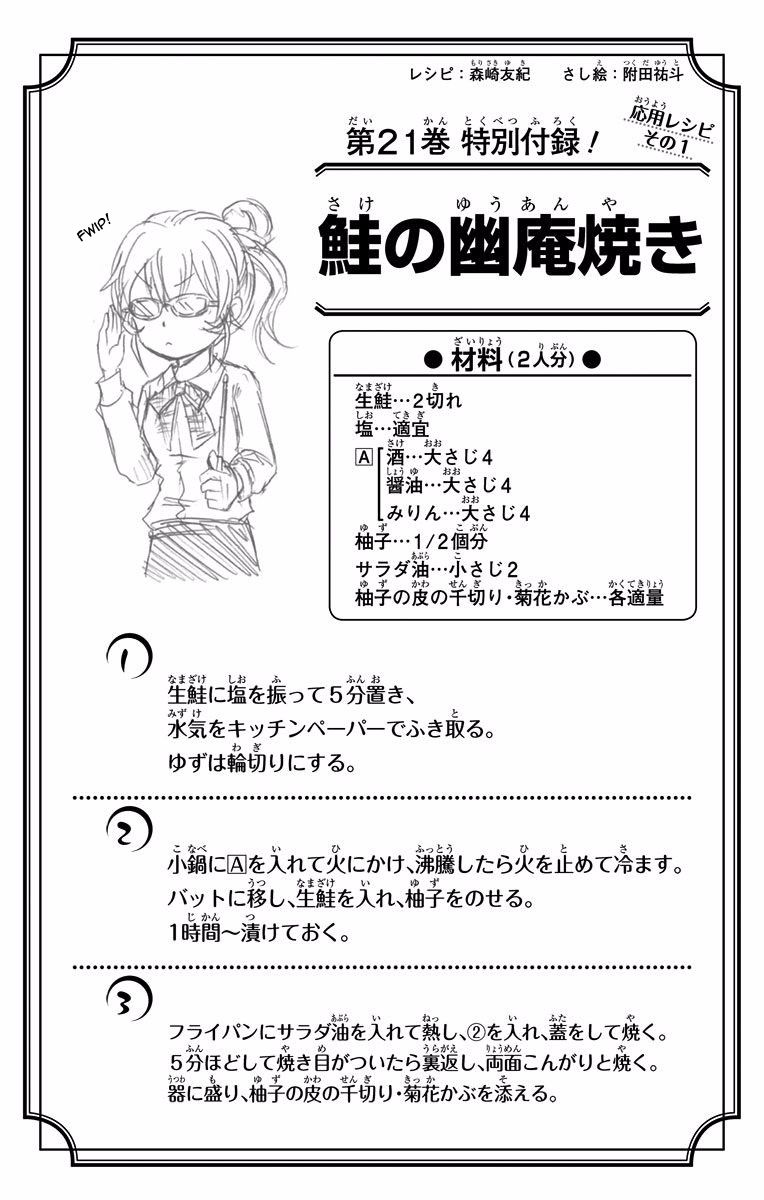 レシピ：森崎友紀　さし絵：附田祐斗
第21巻 特別付録！
応用レシピ
その1
FWIP!
鮭の幽庵焼き
●材料（2人分）●
生鮭…2切れ
塩…適宜
A 酒…大さじ4
醤油…大さじ4
みりん…大さじ4
柚子…1/2個分
サラダ油…小さじ2
柚子の皮の千切り・菊花かぶ…各適量
1
生鮭に塩を振って5分置き、
水気をキッチンペーパーでふき取る。
ゆずは輪切りにする。
2
小鍋にAを入れて火にかけ、沸騰したら火を止めて冷ます。
バットに移し、生鮭を入れ、柚子をのせる。
1時間～漬けておく。
3
フライパンにサラダ油を入れて熱し、②を入れ、蓋をして焼く。
5分ほどして焼き目がついたら裏返し、両面こんがりと焼く。
器に盛り、柚子の皮の千切り・菊花かぶを添える。